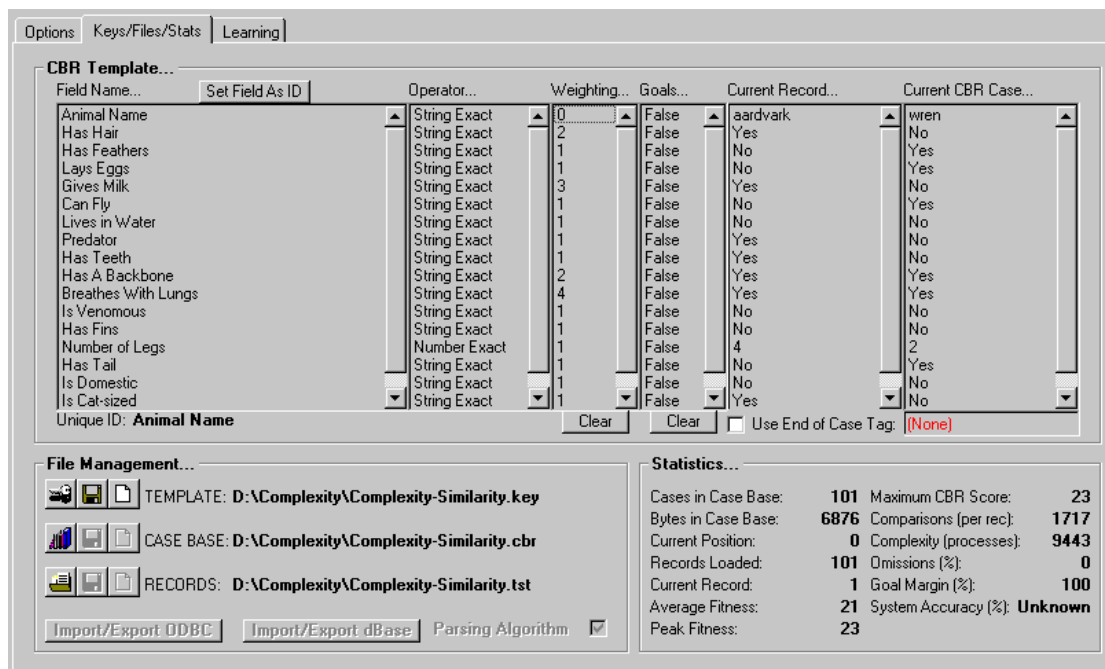 Options Keys/Files/Stats Learning
CBR Template...
Field Name... Set Field As ID Operator... Weighting... Goals... Current Record... Current CBR Case...
Animal Name String Exact 0 False aardvark wren
Has Hair String Exact 2 False Yes No
Has Feathers String Exact 1 False No Yes
Lays Eggs String Exact 1 False No Yes
Gives Milk String Exact 3 False Yes No
Can Fly String Exact 1 False No Yes
Lives in Water String Exact 1 False No No
Predator String Exact 1 False Yes No
Has Teeth String Exact 1 False Yes No
Has A Backbone String Exact 2 False Yes Yes
Breathes With Lungs String Exact 4 False Yes Yes
Is Venomous String Exact 1 False No No
Has Fins String Exact 1 False No No
Number of Legs Number Exact 1 False 4 2
Has Tail String Exact 1 False No Yes
Is Domestic String Exact 1 False No No
Is Cat-sized String Exact 1 False Yes No
Unique ID: Animal Name Clear Clear Use End of Case Tag: (None)
File Management...
TEMPLATE: D:\Complexity\Complexity-Similarity.key
CASE BASE: D:\Complexity\Complexity-Similarity.cbr
RECORDS: D:\Complexity\Complexity-Similarity.tst
Import/Export ODBC Import/Export dBase Parsing Algorithm
Statistics...
Cases in Case Base: 101 Maximum CBR Score: 23
Bytes in Case Base: 6876 Comparisons (per rec): 1717
Current Position: 0 Complexity (processes): 9443
Records Loaded: 101 Omissions (%): 0
Current Record: 1 Goal Margin (%): 100
Average Fitness: 21 System Accuracy (%): Unknown
Peak Fitness: 23